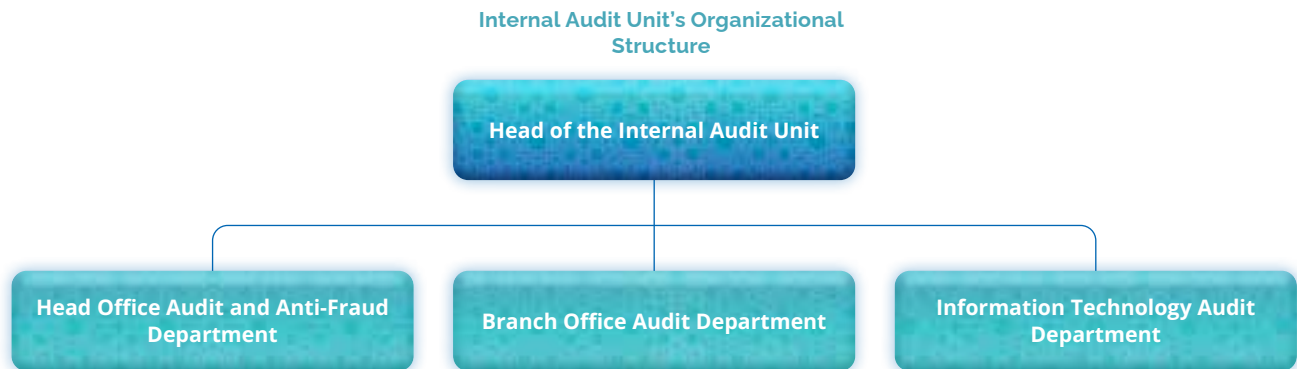 Internal Audit Unit’s Organizational
Structure
Head of the Internal Audit Unit
Head Office Audit and Anti-Fraud
Department
Branch Office Audit Department
Information Technology Audit
Department